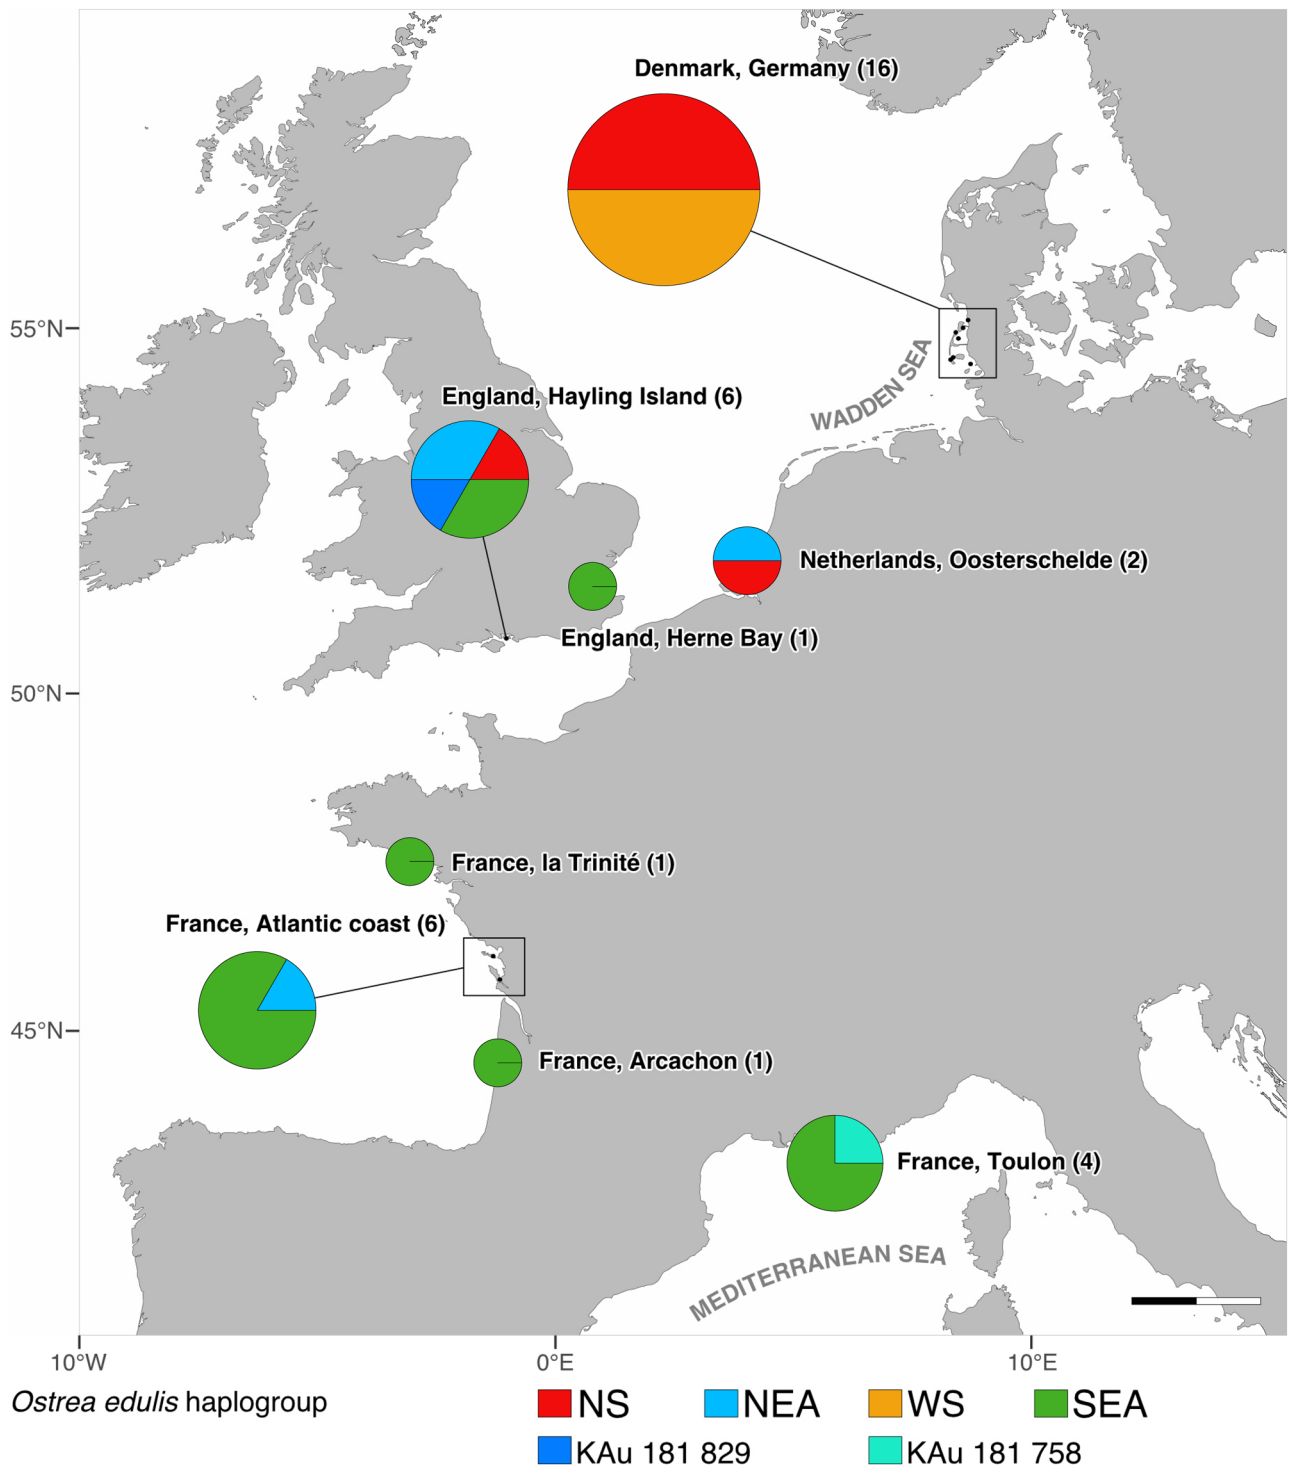 Denmark, Germany (16)
55°N
WADDEN SEA
England, Hayling Island (6)
Netherlands, Oosterschelde (2)
England, Herne Bay (1)
50°N
France, la Trinité (1)
France, Atlantic coast (6)
45°N
France, Arcachon (1)
France, Toulon (4)
MEDITERRANEAN SEA
10°W 0°E 10°E
Ostrea edulis haplogroup
NS NEA WS SEA
KAu 181 829 KAu 181 758